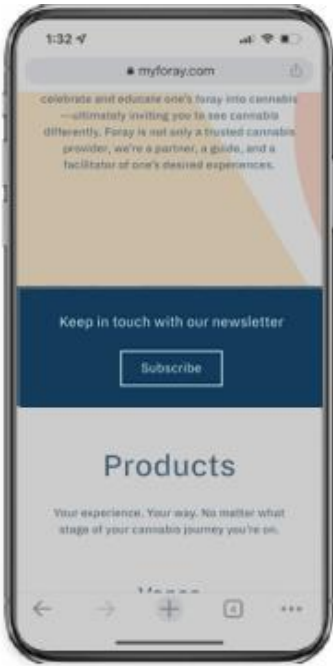 1:32
myforay.com
celebrate and educate one's foray into cannabis
—ultimately inviting you to see cannabis
differently. Foray is not only a trusted cannabis
provider, we're a partner, a guide, and a
facilitator of one's desired experiences.
Keep in touch with our newsletter
Subscribe
Products
Your experience. Your way. No matter what
stage of your cannabis journey you're on.
Vapes
4